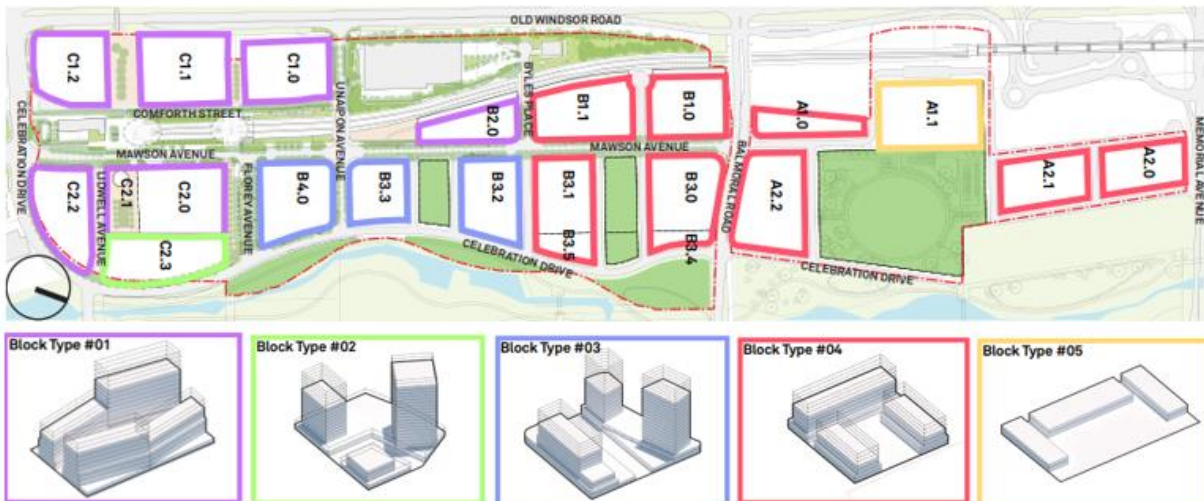 OLD WINDSOR ROAD
C1.2
C1.1
C1.0
UNAIPON AVENUE
BYLES PLACE
B2.0
B1.1
B1.0
A1.0
A1.1
COMFORTH STREET
CELEBRATION DRIVE
MAWSON AVENUE
MAWSON AVENUE
BALMORAL ROAD
C2.2
LIDWELL AVENUE
C2.1
C2.0
FLOREY AVENUE
B4.0
B3.3
B3.2
B3.1
B3.0
A2.2
A2.1
A2.0
MEMORIAL AVENUE
C2.3
B3.5
B3.4
CELEBRATION DRIVE
CELEBRATION DRIVE
Block Type #01
Block Type #02
Block Type #03
Block Type #04
Block Type #05